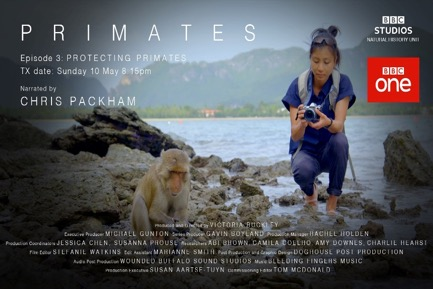 PRIMATES
Episode 3: PROTECTING PRIMATES
TX date: Sunday 10 May 8:15pm
Narrated by
CHRIS PACKHAM
BBC
STUDIOS
NATURAL HISTORY UNIT
BBC
one
Produced and Directed by VICTORIA BUCKLEY
Executive Producer MICHAEL GUNTON Series Producer GAVIN BOYLAND Production Manager RACHEL HOLDEN
Production Coordinators JESSICA CHEN, SUSANNA PROUSE Researchers ABI BROWN, CAMILA COELHO, AMY DOWNES, CHARLIE HEARST
Film Editor STEFANIE WATKINS Edit Assistant MARIANNE SMITH Post Production and Graphic Design DOGHOUSE POST PRODUCTION
Audio Post Production WOUNDED BUFFALO SOUND STUDIOS Music BLEEDING FINGERS MUSIC
Production Executive SUSAN AARTSE-TUYN Commissioning Editor TOM MCDONALD